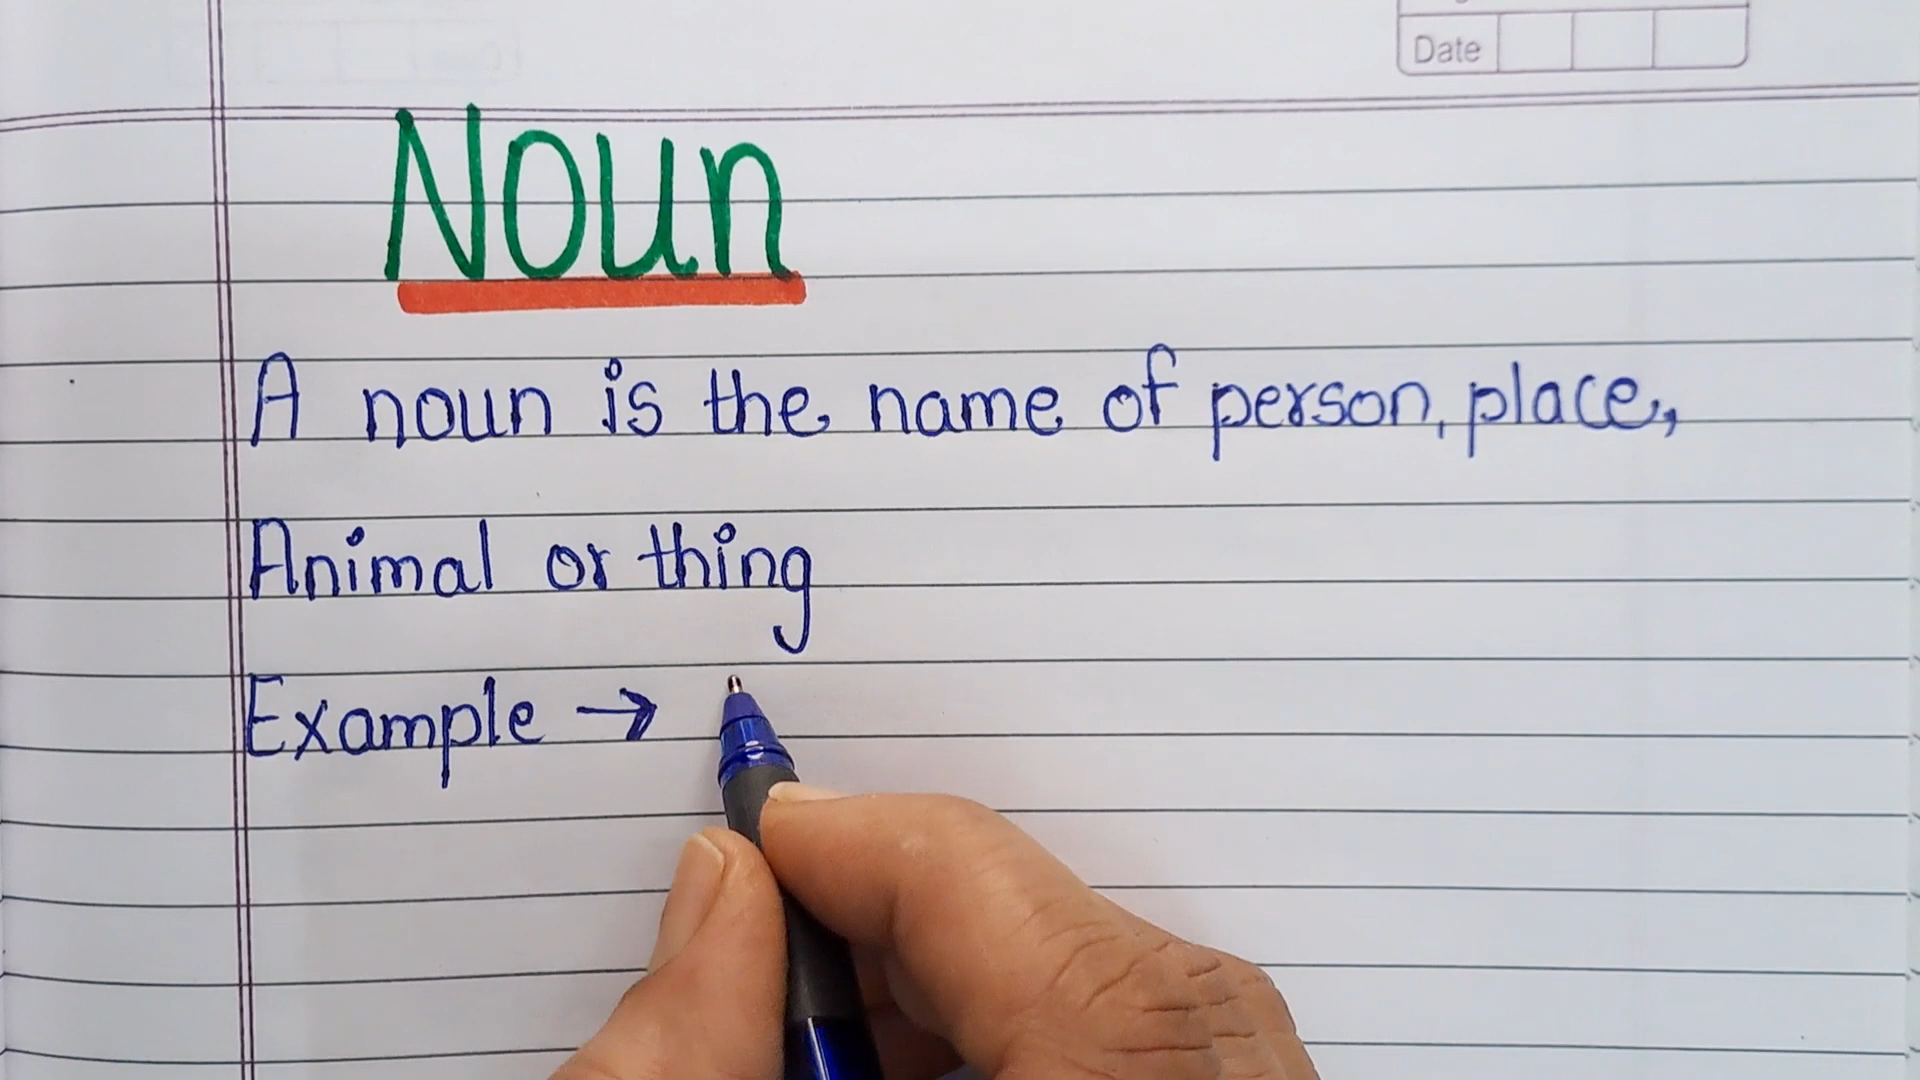 Date
Noun
A noun is the name of person, place,
Animal or thing
Example →